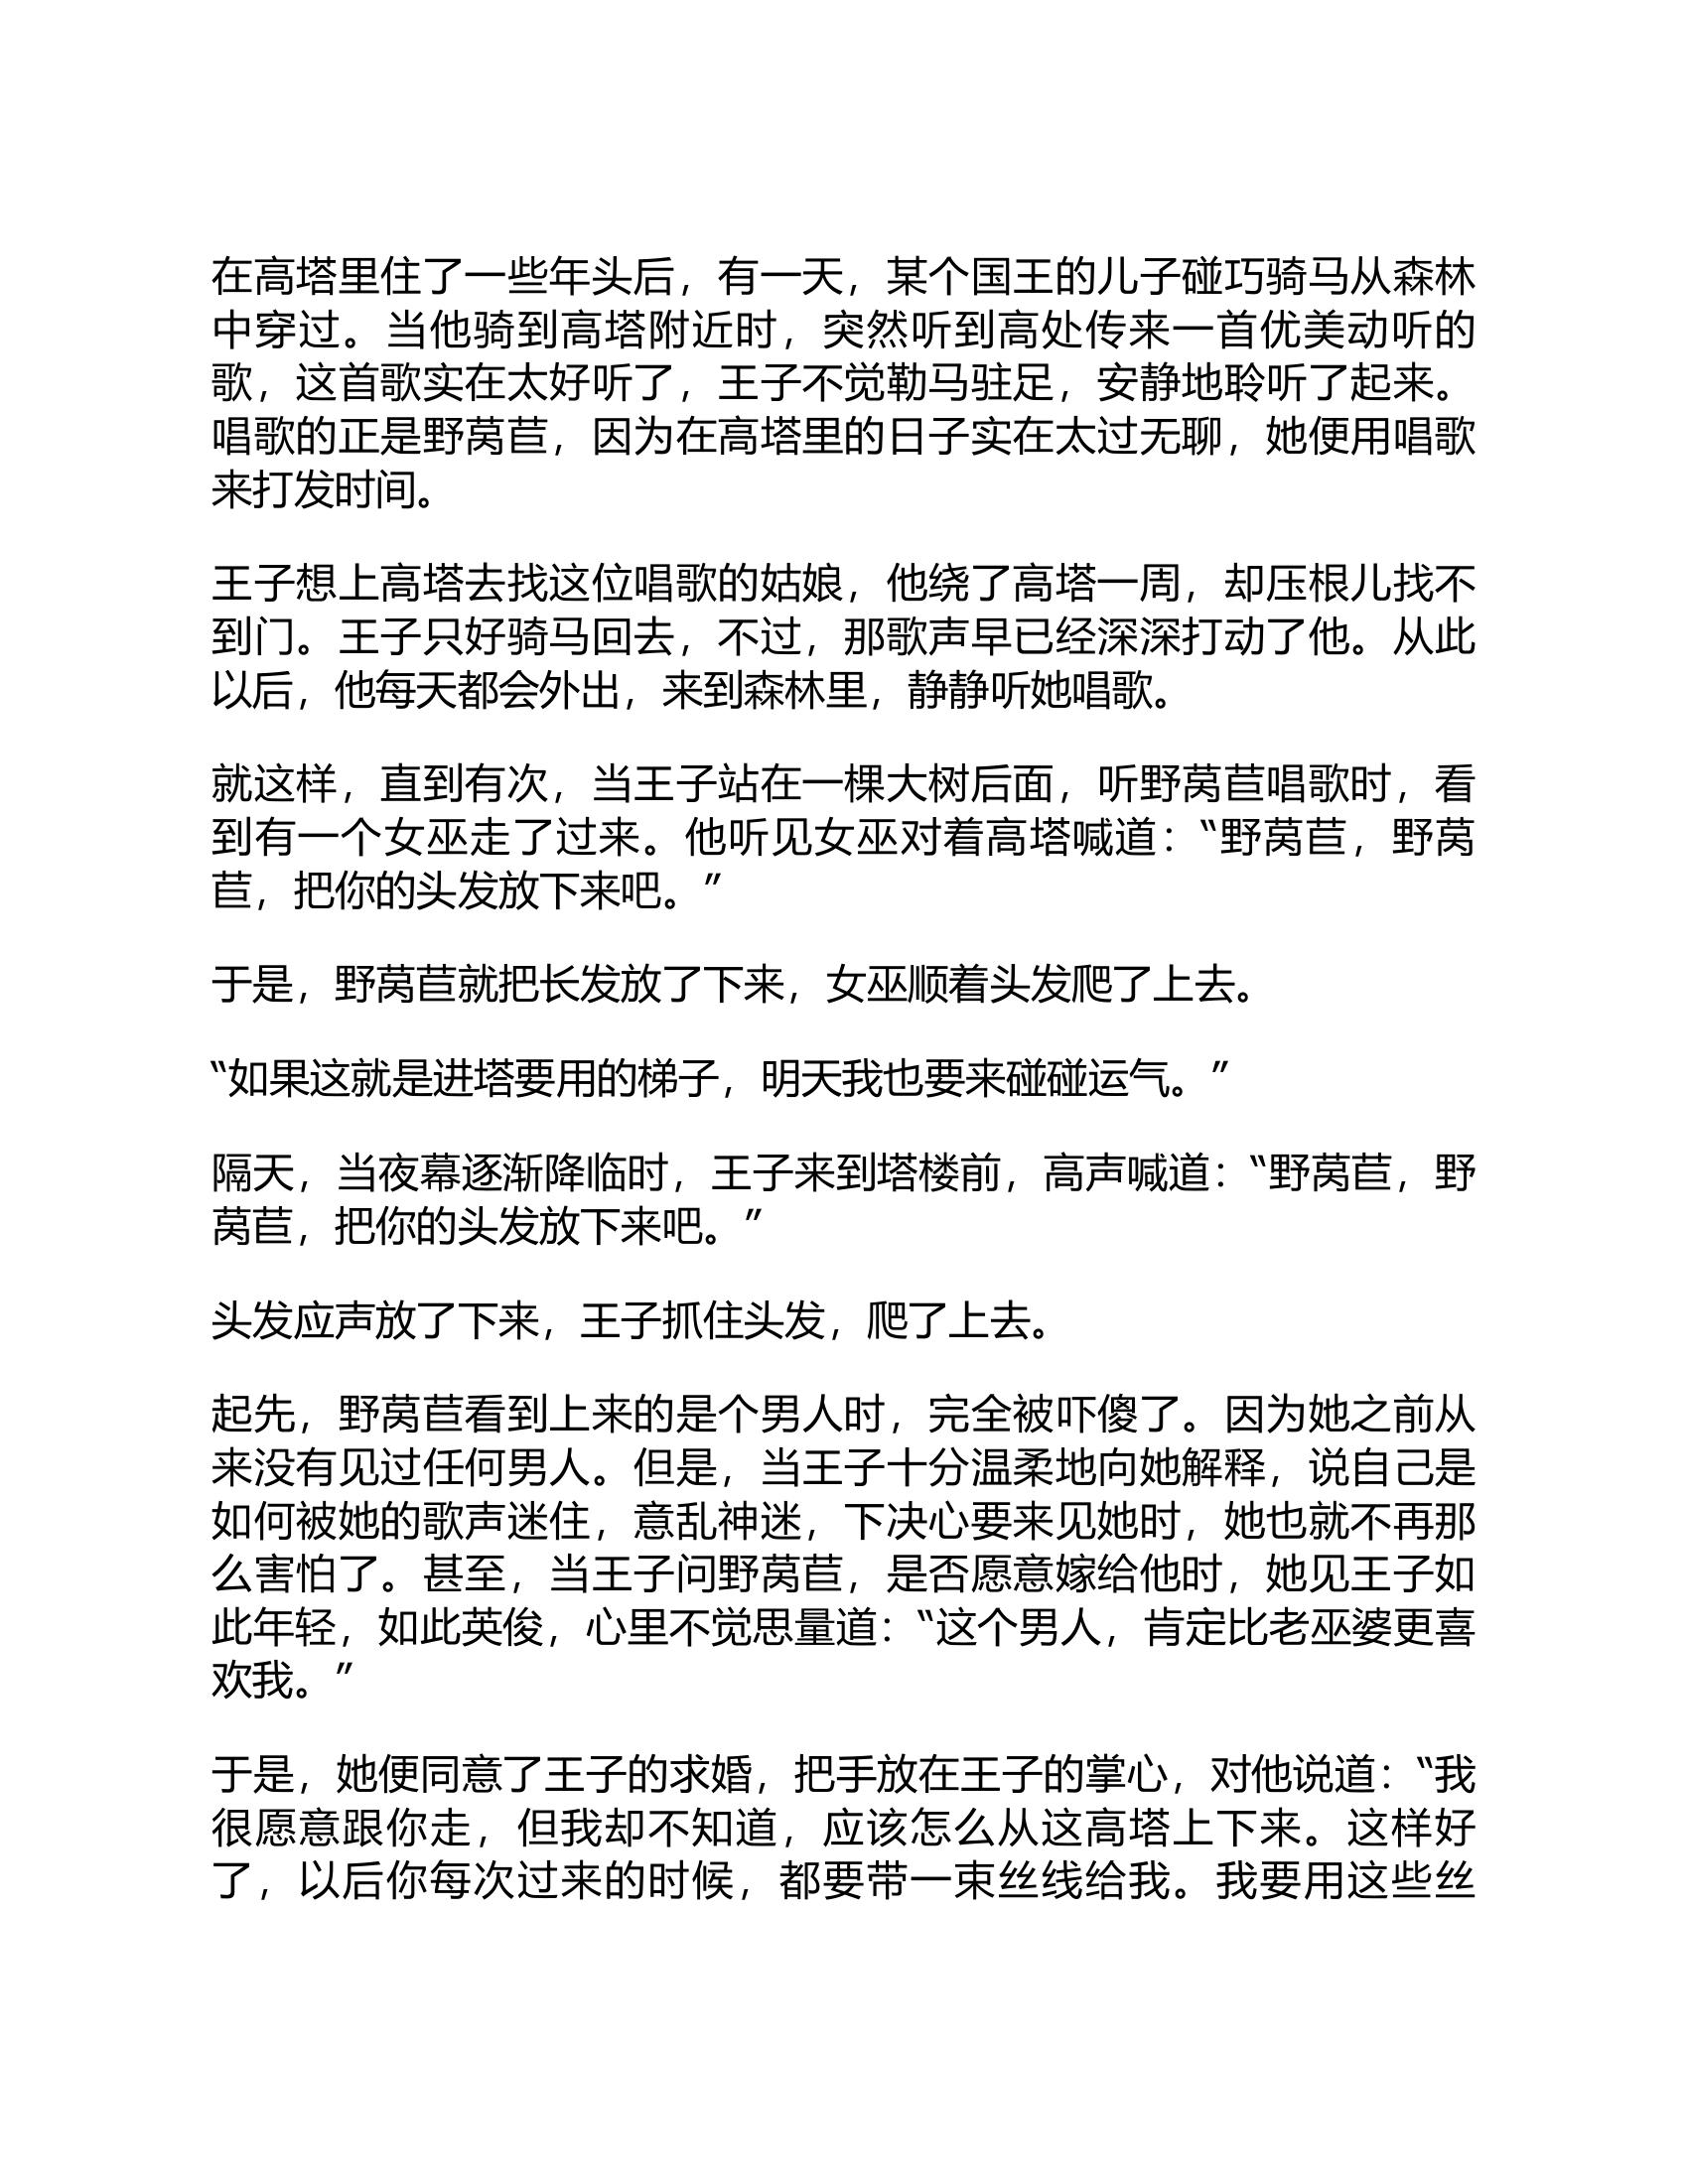 在高塔里住了一些年头后，有一天，某个国王的儿子碰巧骑马从森林
中穿过。当他骑到高塔附近时，突然听到高处传来一首优美动听的
歌，这首歌实在太好听了，王子不觉勒马驻足，安静地聆听了起来。
唱歌的正是野莴苣，因为在高塔里的日子实在太过无聊，她便用唱歌
来打发时间。
王子想上高塔去找这位唱歌的姑娘，他绕了高塔一周，却压根儿找不
到门。王子只好骑马回去，不过，那歌声早已经深深打动了他。从此
以后，他每天都会外出，来到森林里，静静听她唱歌。
就这样，直到有次，当王子站在一棵大树后面，听野莴苣唱歌时，看
到有一个女巫走了过来。他听见女巫对着高塔喊道：“野莴苣，野莴
苣，把你的头发放下来吧。”
于是，野莴苣就把长发放了下来，女巫顺着头发爬了上去。
“如果这就是进塔要用的梯子，明天我也要来碰碰运气。”
隔天，当夜幕逐渐降临时，王子来到塔楼前，高声喊道：“野莴苣，野
莴苣，把你的头发放下来吧。”
头发应声放了下来，王子抓住头发，爬了上去。
起先，野莴苣看到上来的是个男人时，完全被吓傻了。因为她之前从
来没有见过任何男人。但是，当王子十分温柔地向她解释，说自己是
如何被她的歌声迷住，意乱神迷，下决心要来见她时，她也就不再那
么害怕了。甚至，当王子问野莴苣，是否愿意嫁给他时，她见王子如
此年轻，如此英俊，心里不觉思量道：“这个男人，肯定比老巫婆更喜
欢我。”
于是，她便同意了王子的求婚，把手放在王子的掌心，对他说道：“我
很愿意跟你走，但我却不知道，应该怎么从这高塔上下来。这样好
了，以后你每次过来的时候，都要带一束丝线给我。我要用这些丝